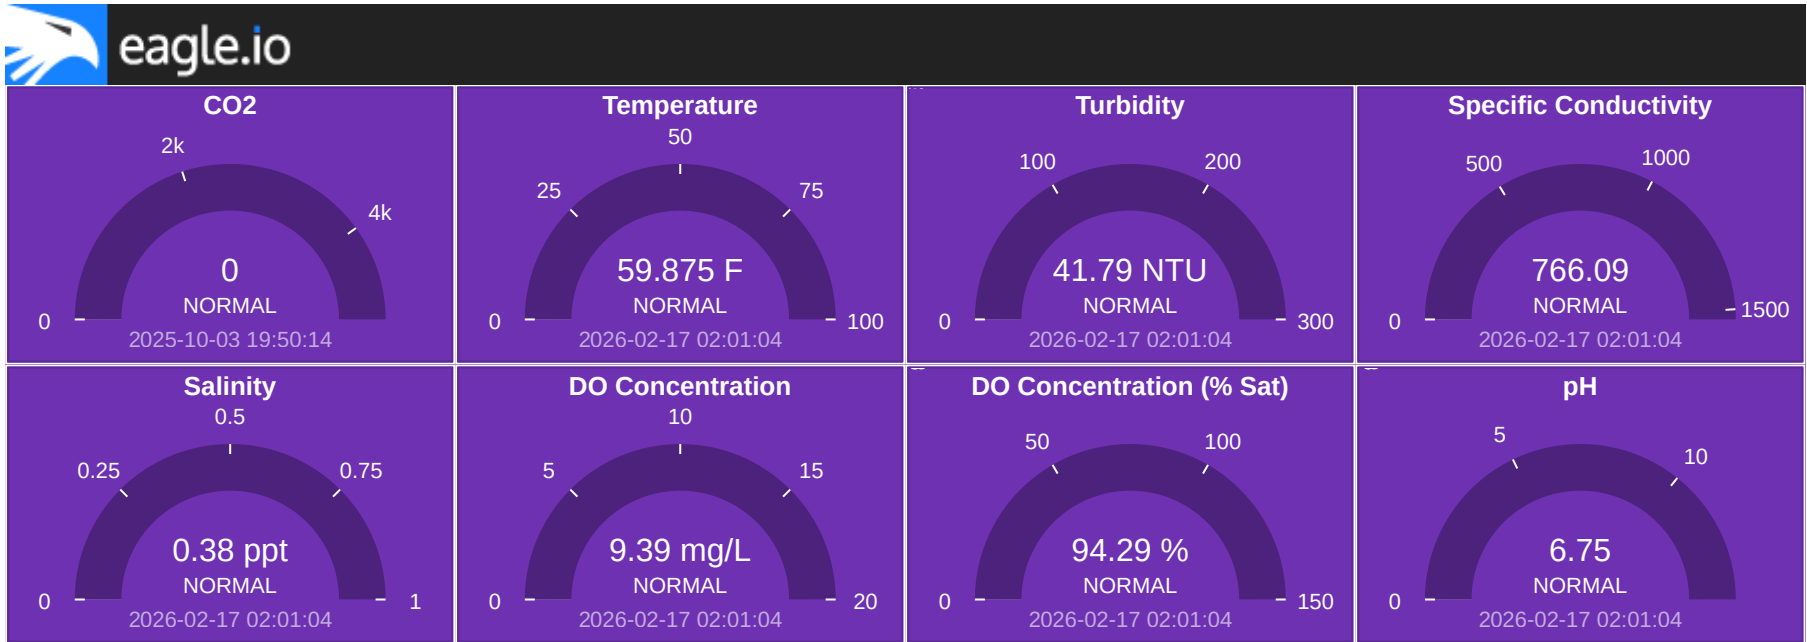 eagle.io
CO2
2k
4k
0
0
NORMAL
2025-10-03 19:50:14
Temperature
50
25
75
59.875 F
NORMAL
0
100
2026-02-17 02:01:04
Turbidity
100
200
41.79 NTU
NORMAL
0
300
2026-02-17 02:01:04
Specific Conductivity
500
1000
766.09
NORMAL
0
1500
2026-02-17 02:01:04
Salinity
0.5
0.25
0.75
0.38 ppt
NORMAL
0
1
2026-02-17 02:01:04
DO Concentration
10
5
15
9.39 mg/L
NORMAL
0
20
2026-02-17 02:01:04
DO Concentration (% Sat)
50
100
94.29 %
NORMAL
0
150
2026-02-17 02:01:04
pH
5
10
6.75
NORMAL
0
2026-02-17 02:01:04